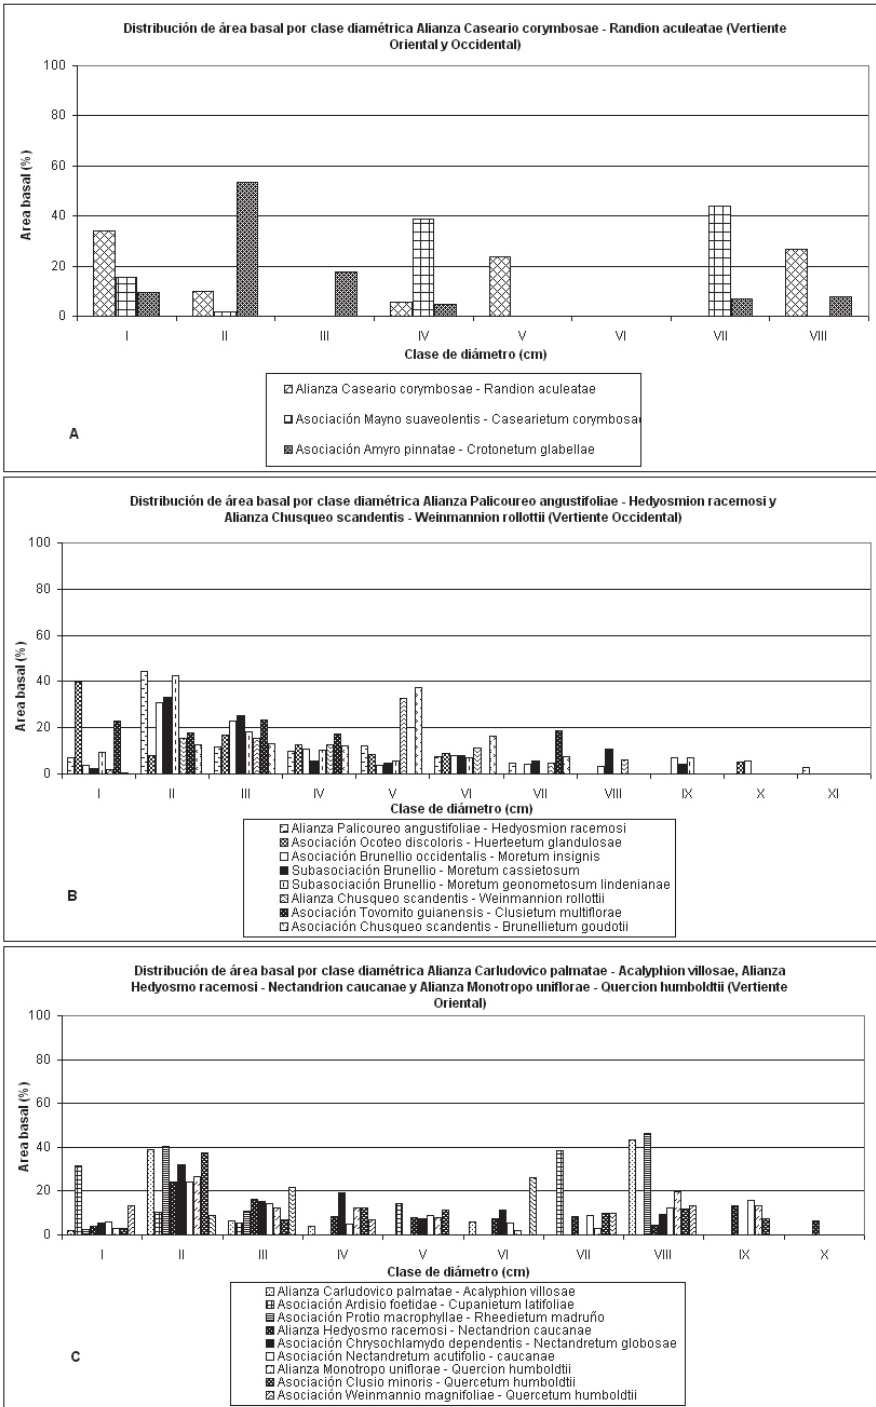 Distribución de área basal por clase diamétrica Alianza Caseario corymbosae - Randion aculeatae (Vertiente
Oriental y Occidental)
Area basal (%)
100
80
60
40
20
0
I II III IV V VI VII VIII
Clase de diámetro (cm)
Alianza Caseario corymbosae - Randion aculeatae
Asociación Mayno suaveolentis - Casearietum corymbosae
Asociación Amyro pinnatae - Crotonetum glabellae
A
Distribución de área basal por clase diamétrica Alianza Palicoureo angustifoliae - Hedyosmion racemosi y
Alianza Chusqueo scandentis - Weinmannion rollottii (Vertiente Occidental)
Area basal (%)
100
80
60
40
20
0
I II III IV V VI VII VIII IX X XI
Clase de diámetro (cm)
Alianza Palicoureo angustifoliae - Hedyosmion racemosi
Asociación Ocoteo discoloris - Huerteetum glandulosae
Asociación Brunellio occidentalis - Moretum insignis
Subasociación Brunellio - Moretum cassietosum
Subasociación Brunellio - Moretum geonometosum lindenianae
Alianza Chusqueo scandentis - Weinmannion rollottii
Asociación Tovomito guianensis - Clusietum multiflorae
Asociación Chusqueo scandentis - Brunellietum goudotii
B
Distribución de área basal por clase diamétrica Alianza Carludovico palmatae - Acalyphion villosae, Alianza
Hedyosmo racemosi - Nectandrion caucanae y Alianza Monotropo uniflorae - Quercion humboldtii (Vertiente
Oriental)
Area basal (%)
100
80
60
40
20
0
I II III IV V VI VII VIII IX X
Clase de diámetro (cm)
Alianza Carludovico palmatae - Acalyphion villosae
Asociación Ardisio foetidae - Cupanietum latifoliae
Asociación Protio macrophyllae - Rheedietum madruño
Alianza Hedyosmo racemosi - Nectandrion caucanae
Asociación Chrysochlamydo dependentis - Nectandretum globosae
Asociación Nectandretum acutifolio - caucanae
Alianza Monotropo uniflorae - Quercion humboldtii
Asociación Clusio minoris - Quercetum humboldtii
Asociación Weinmannio magnifoliae - Quercetum humboldtii
C